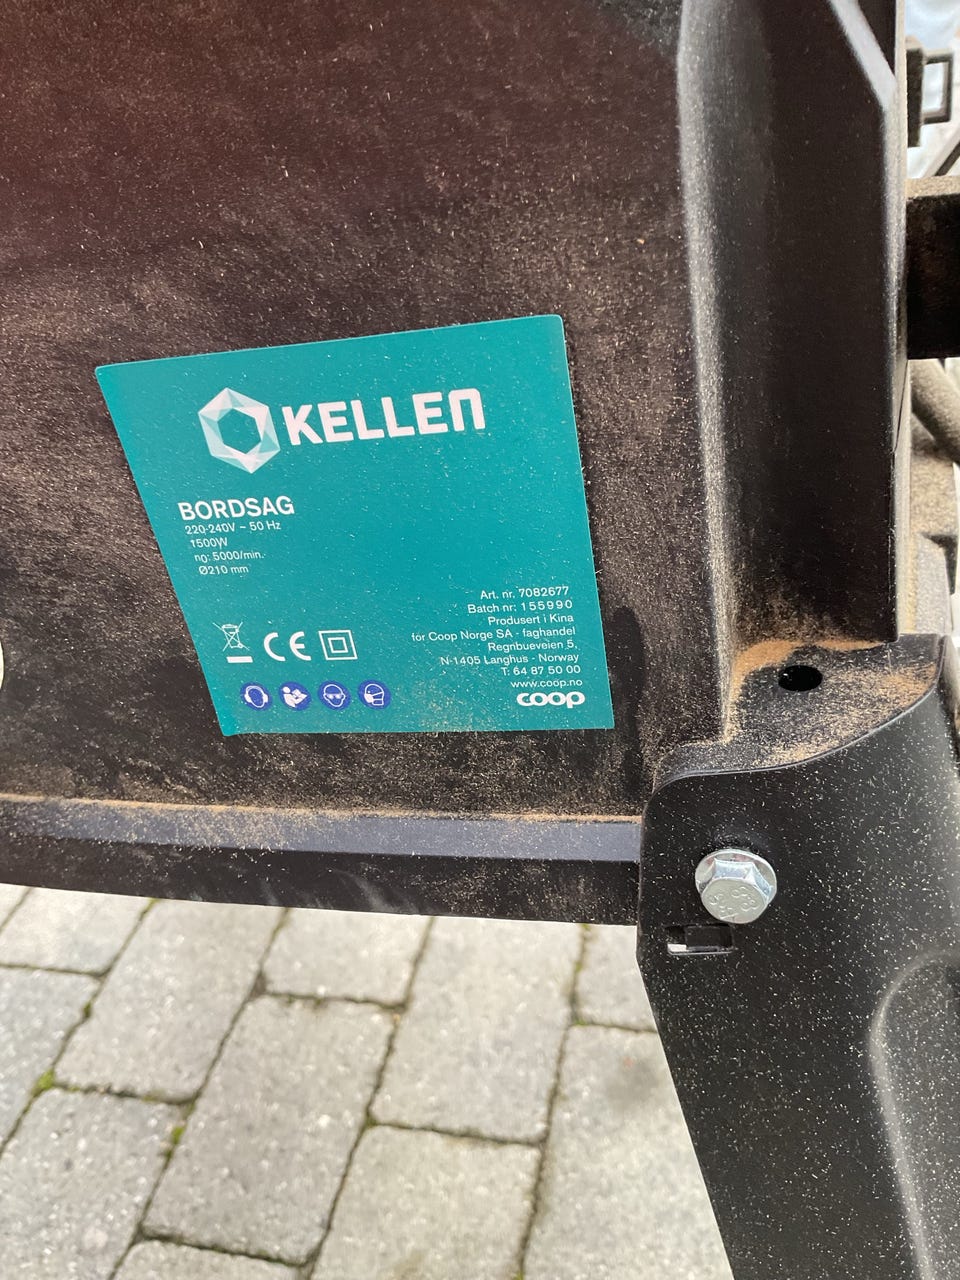 KELLEN
BORDSAG
220-240V ~ 50 Hz
1500W
n0: 5000/min.
Ø210 mm
Art. nr. 7082677
Batch nr: 155990
Produsert i Kina
for Coop Norge SA - faghandel
Regnbueveien 5,
N-1405 Langhus - Norway
T: 64 87 50 00
www.coop.no
CE
coop